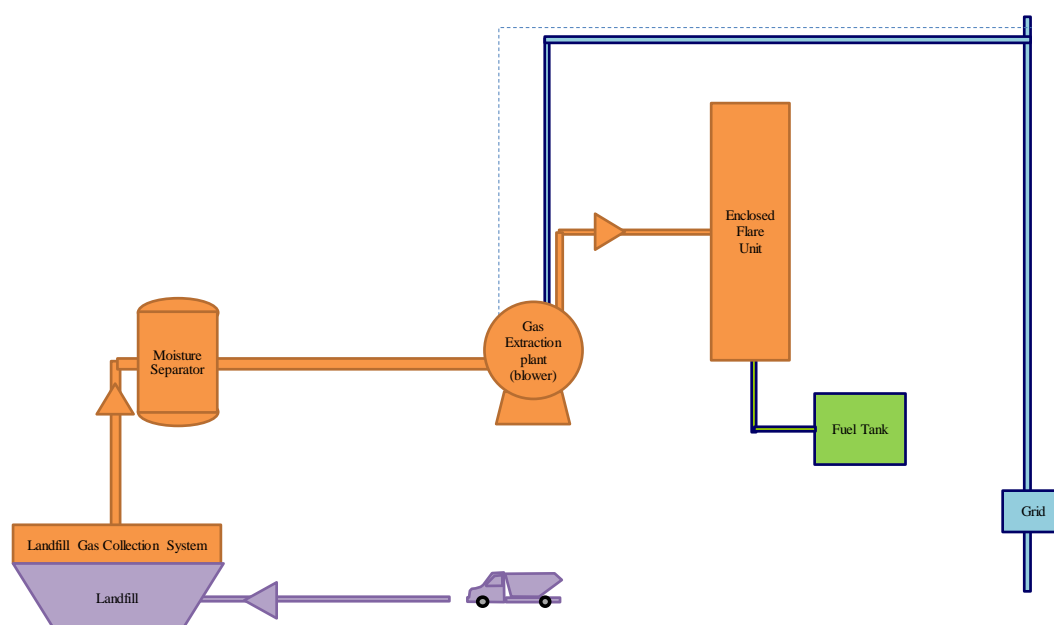 Enclosed
Flare
Unit
Gas
Extraction
plant
(blower)
Moisture
Separator
Fuel Tank
Grid
Landfill Gas Collection System
Landfill